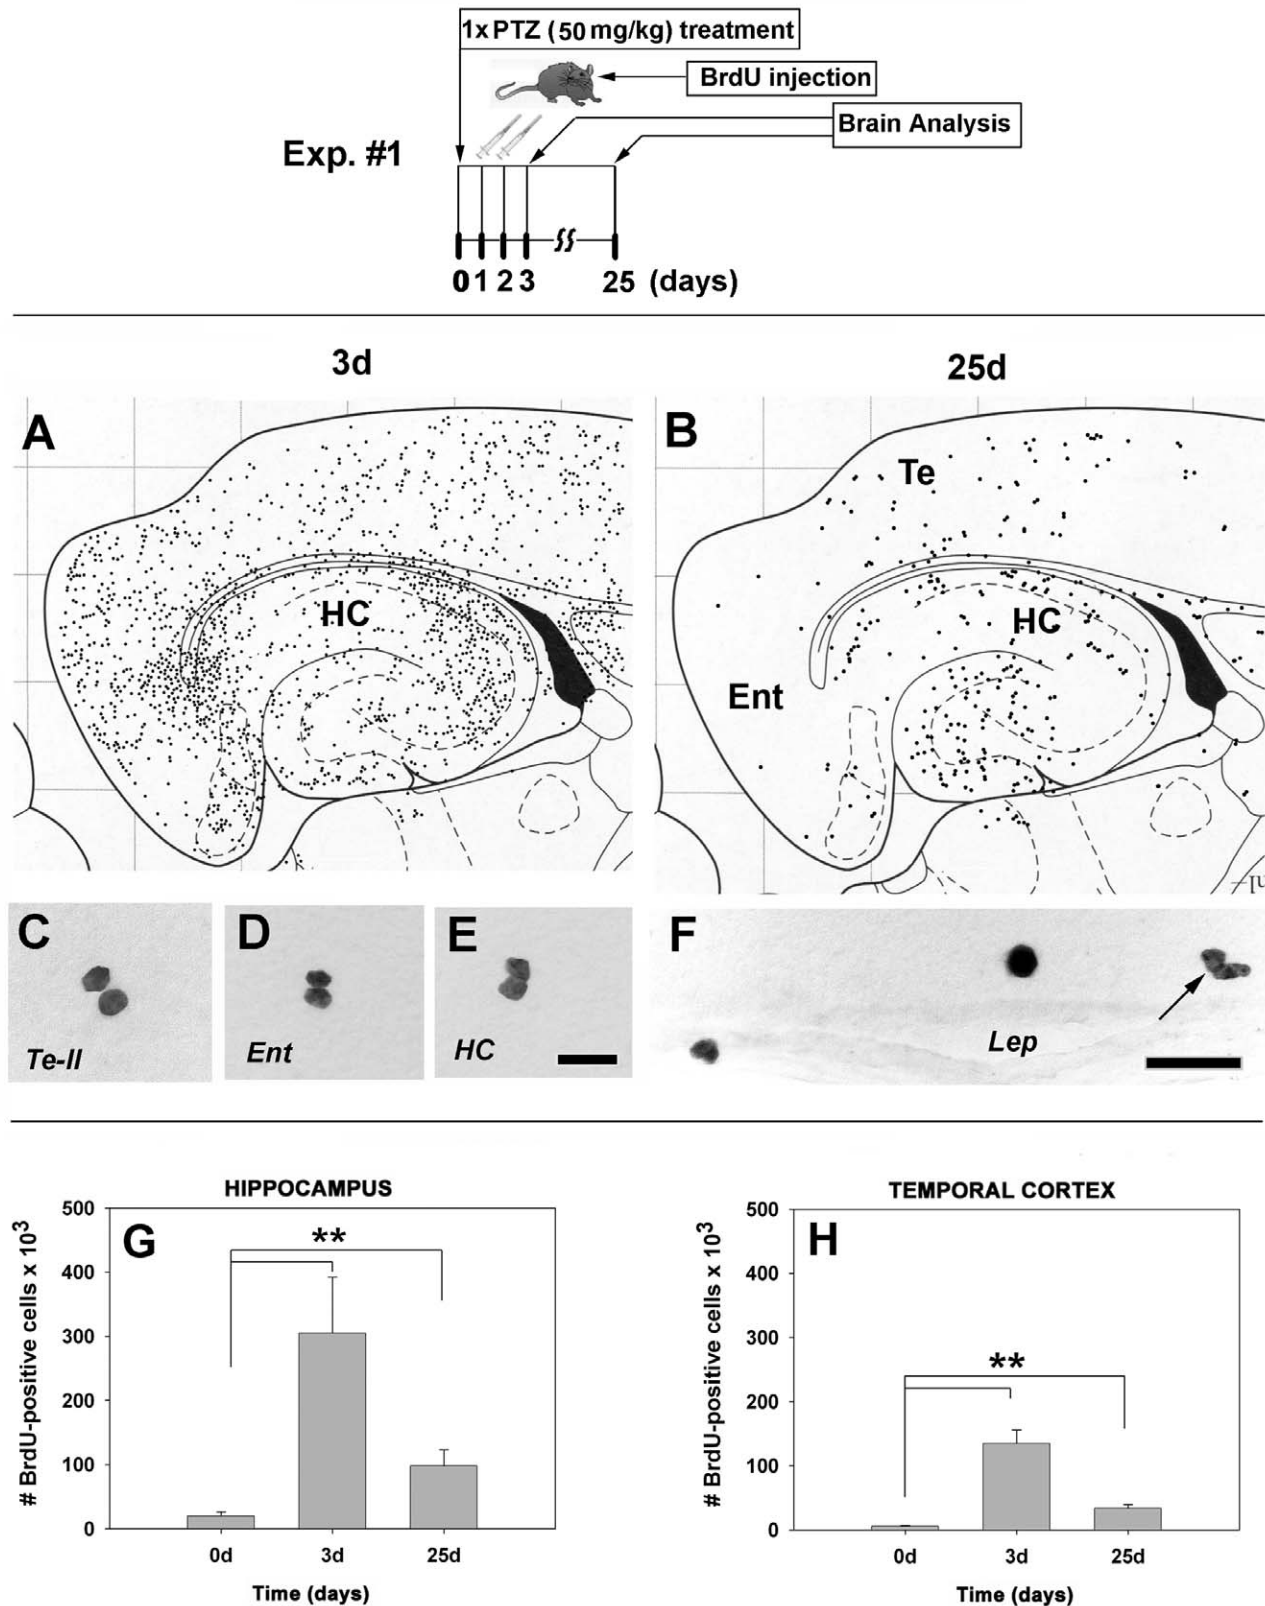 1x PTZ (50 mg/kg) treatment
BrdU injection
Brain Analysis
Exp. #1
0 1 2 3 25 (days)
3d
25d
A
HC
B
Te
HC
Ent
C
Te-II
D
Ent
E
HC
F
Lep
HIPPOCAMPUS
G
**
# BrdU-positive cells x 10³
500
400
300
200
100
0
0d 3d 25d
Time (days)
TEMPORAL CORTEX
H
**
# BrdU-positive cells x 10³
500
400
300
200
100
0
0d 3d 25d
Time (days)